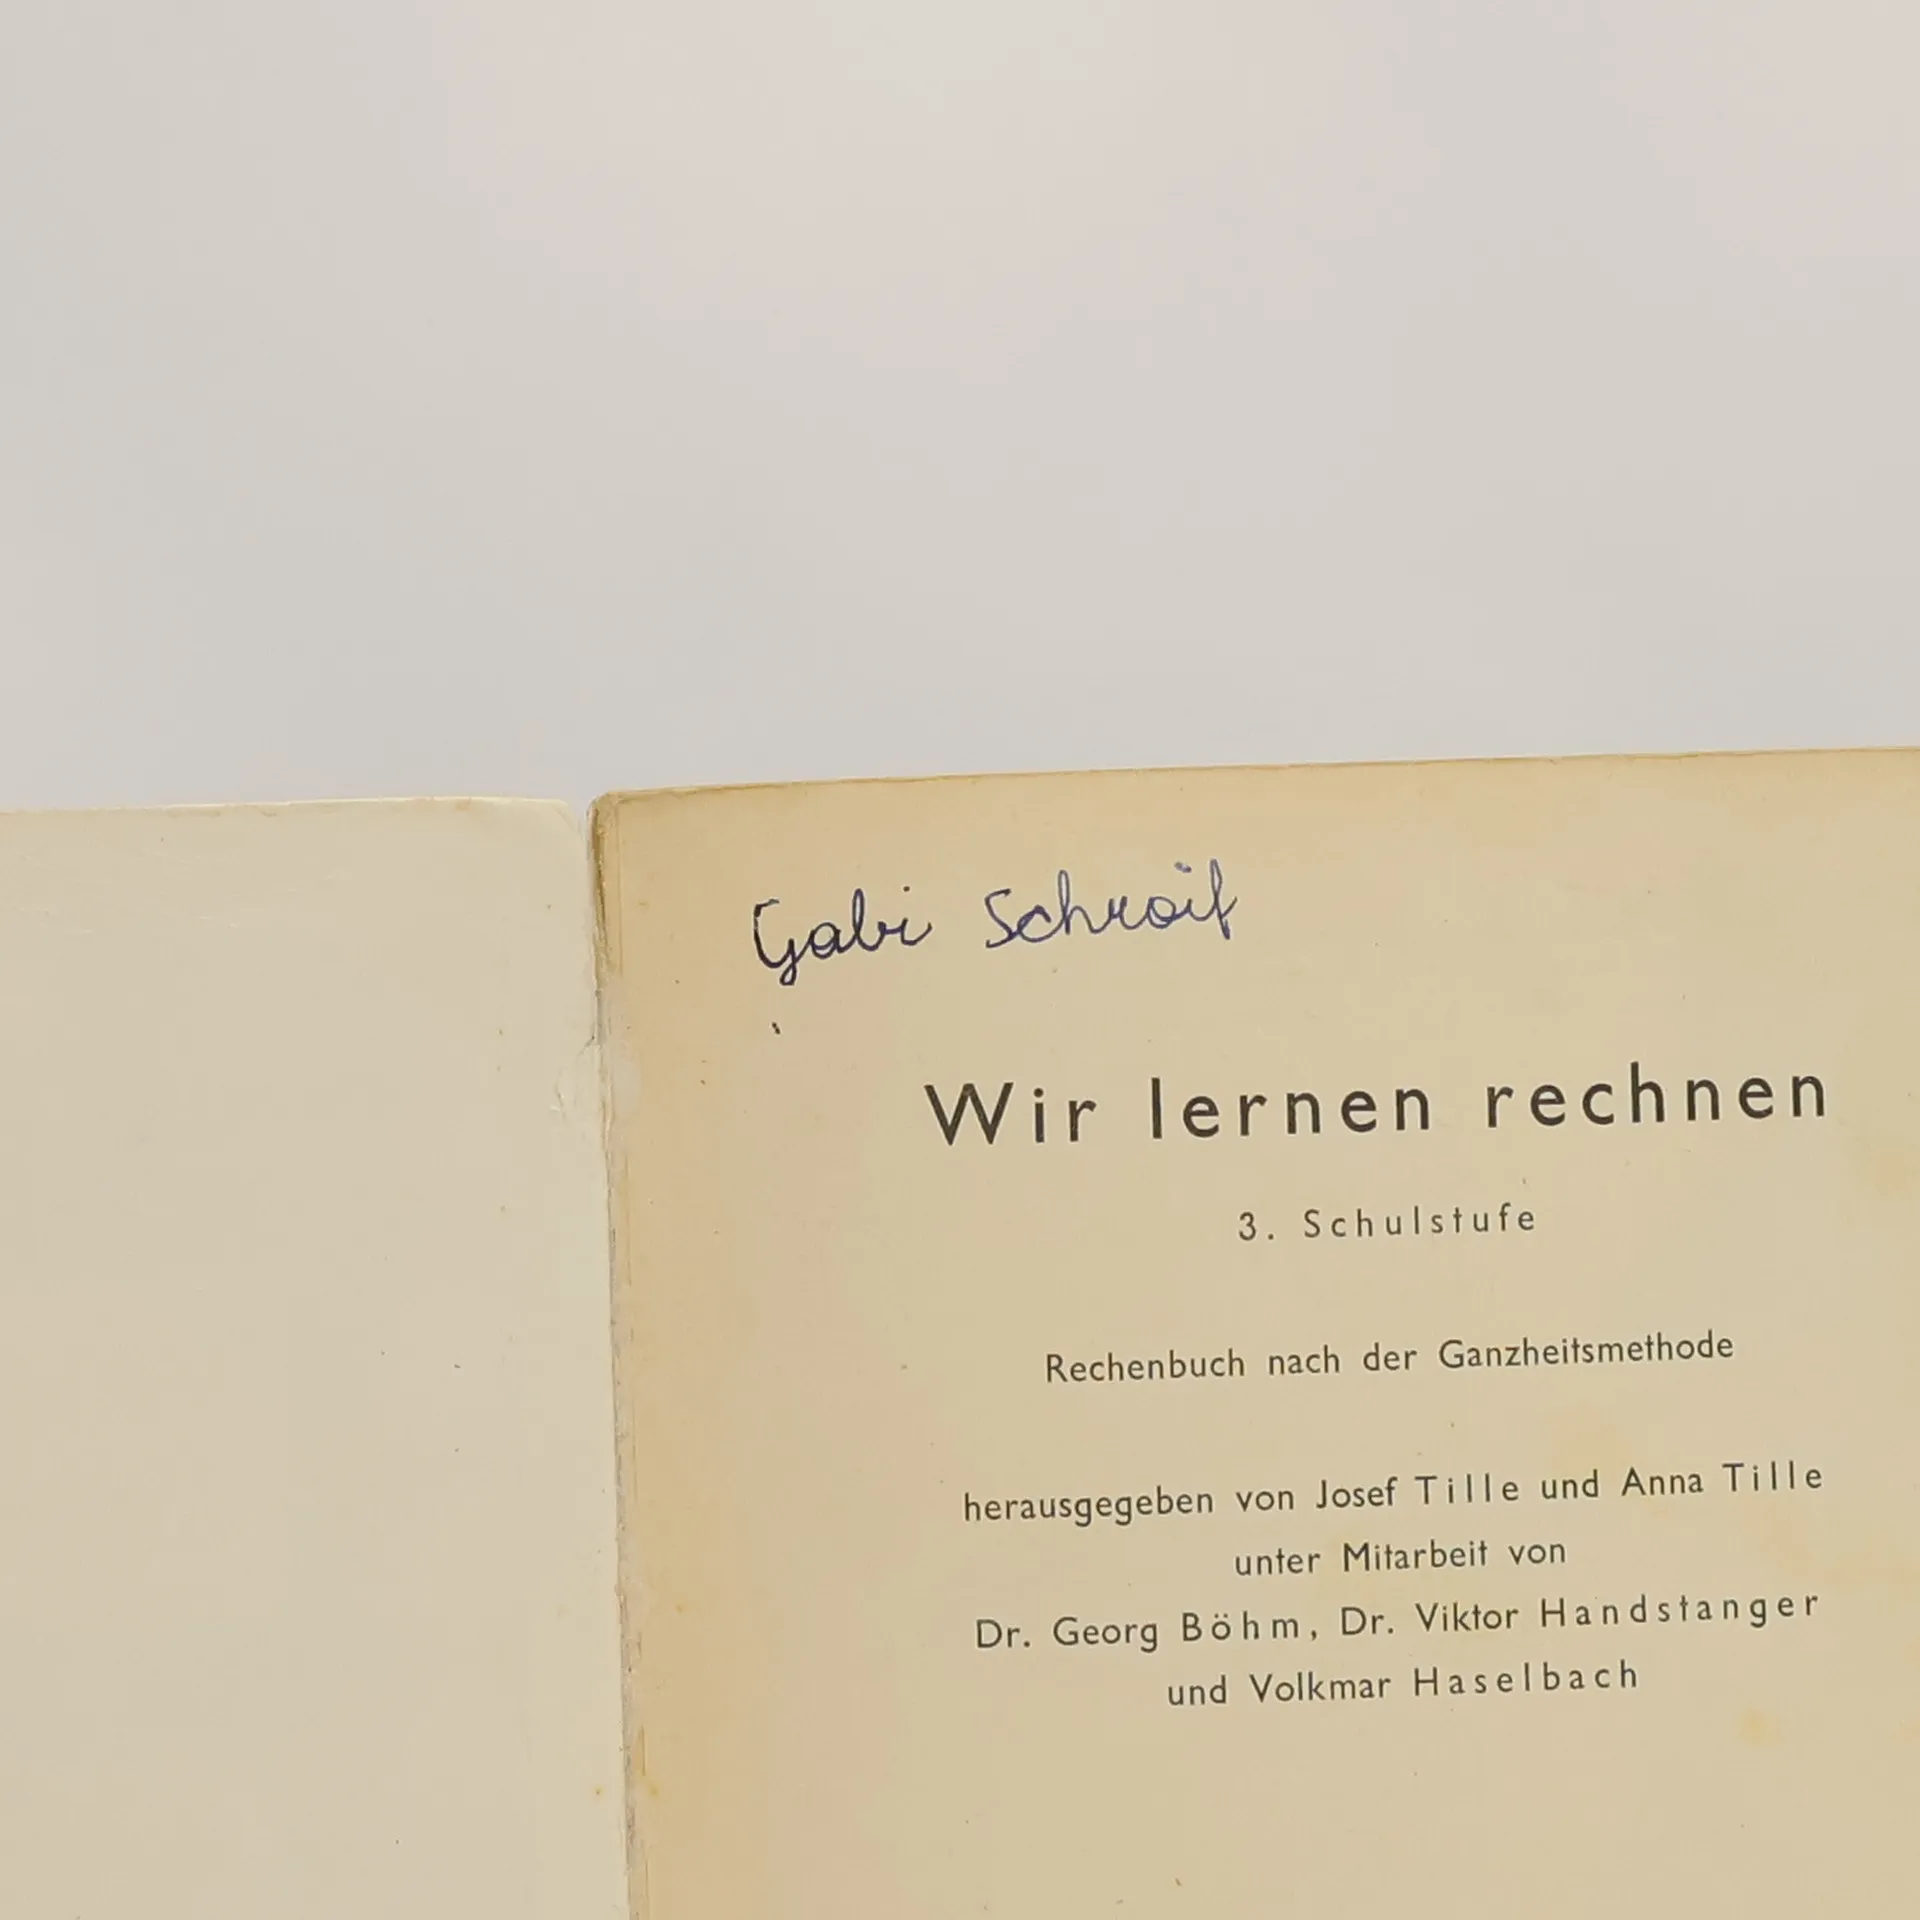 Gabi Schroif
Wir lernen rechnen
3. Schulstufe
Rechenbuch nach der Ganzheitsmethode
herausgegeben von Josef Tille und Anna Tille
unter Mitarbeit von
Dr. Georg Böhm, Dr. Viktor Handstanger
und Volkmar Haselbach